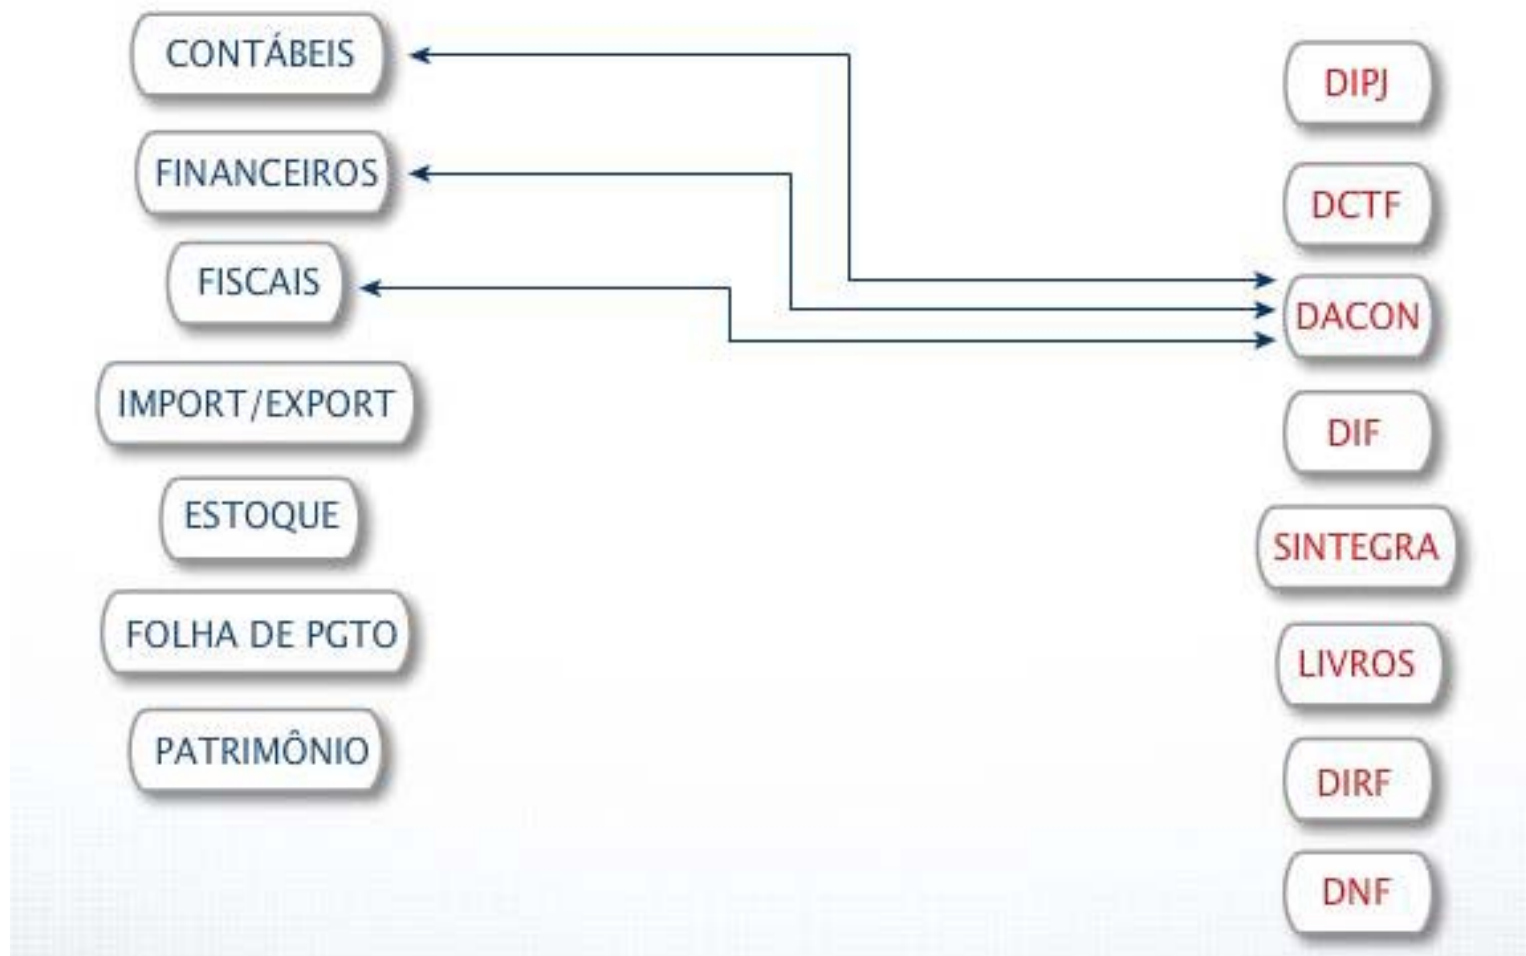 CONTÁBEIS
FINANCEIROS
FISCAIS
IMPORT/EXPORT
ESTOQUE
FOLHA DE PGTO
PATRIMÔNIO
DIPJ
DCTF
DACON
DIF
SINTEGRA
LIVROS
DIRF
DNF